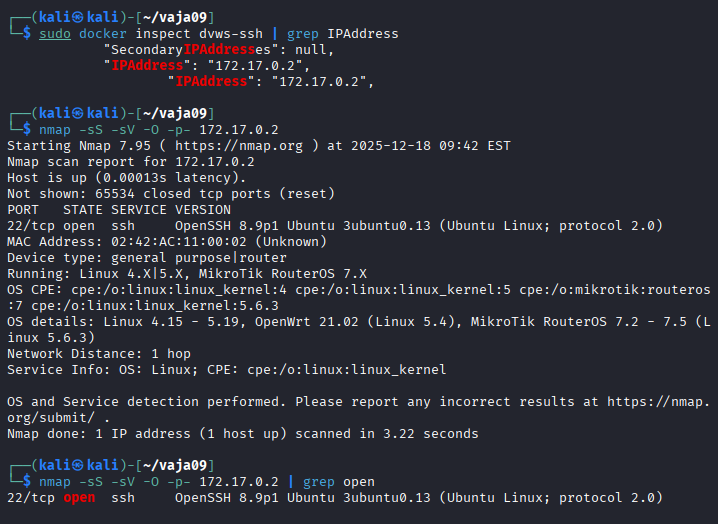 ┌──(kali㉿kali)-[~/vaja09]
└─$ sudo docker inspect dvws-ssh | grep IPAddress
            "SecondaryIPAddresses": null,
            "IPAddress": "172.17.0.2",
                    "IPAddress": "172.17.0.2",
┌──(kali㉿kali)-[~/vaja09]
└─$ nmap -sS -sV -O -p- 172.17.0.2
Starting Nmap 7.95 ( https://nmap.org ) at 2025-12-18 09:42 EST
Nmap scan report for 172.17.0.2
Host is up (0.00013s latency).
Not shown: 65534 closed tcp ports (reset)
PORT   STATE SERVICE VERSION
22/tcp open  ssh     OpenSSH 8.9p1 Ubuntu 3ubuntu0.13 (Ubuntu Linux; protocol 2.0)
MAC Address: 02:42:AC:11:00:02 (Unknown)
Device type: general purpose|router
Running: Linux 4.X|5.X, MikroTik RouterOS 7.X
OS CPE: cpe:/o:linux:linux_kernel:4 cpe:/o:linux:linux_kernel:5 cpe:/o:mikrotik:routeros
:7 cpe:/o:linux:linux_kernel:5.6.3
OS details: Linux 4.15 - 5.19, OpenWrt 21.02 (Linux 5.4), MikroTik RouterOS 7.2 - 7.5 (L
inux 5.6.3)
Network Distance: 1 hop
Service Info: OS: Linux; CPE: cpe:/o:linux:linux_kernel
OS and Service detection performed. Please report any incorrect results at https://nmap.
org/submit/ .
Nmap done: 1 IP address (1 host up) scanned in 3.22 seconds
┌──(kali㉿kali)-[~/vaja09]
└─$ nmap -sS -sV -O -p- 172.17.0.2 | grep open
22/tcp open  ssh     OpenSSH 8.9p1 Ubuntu 3ubuntu0.13 (Ubuntu Linux; protocol 2.0)